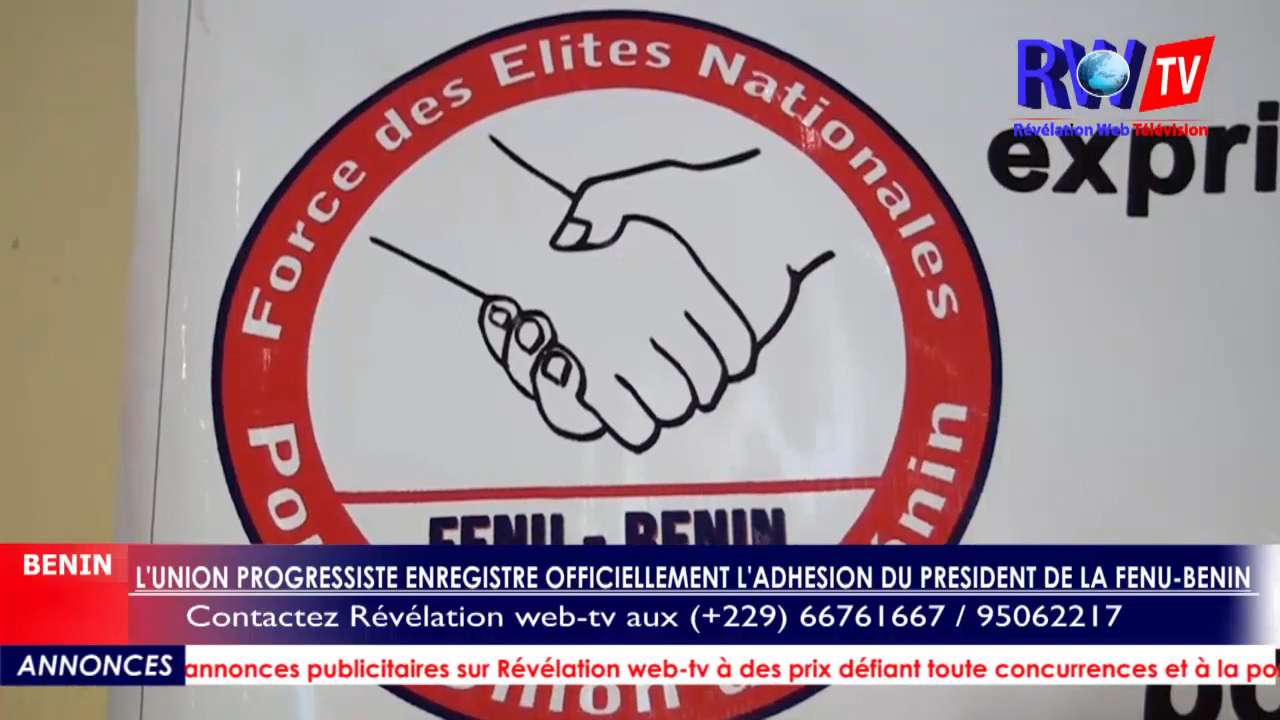 RW TV
Révélation Web Télévision
expri
Force des Elites Nationales
po
énin
FENU - BENIN
BENIN
L'UNION PROGRESSISTE ENREGISTRE OFFICIELLEMENT L'ADHESION DU PRESIDENT DE LA FENU-BENIN
Contactez Révélation web-tv aux (+229) 66761667 / 95062217
ANNONCES
annonces publicitaires sur Révélation web-tv à des prix défiant toute concurrences et à la po